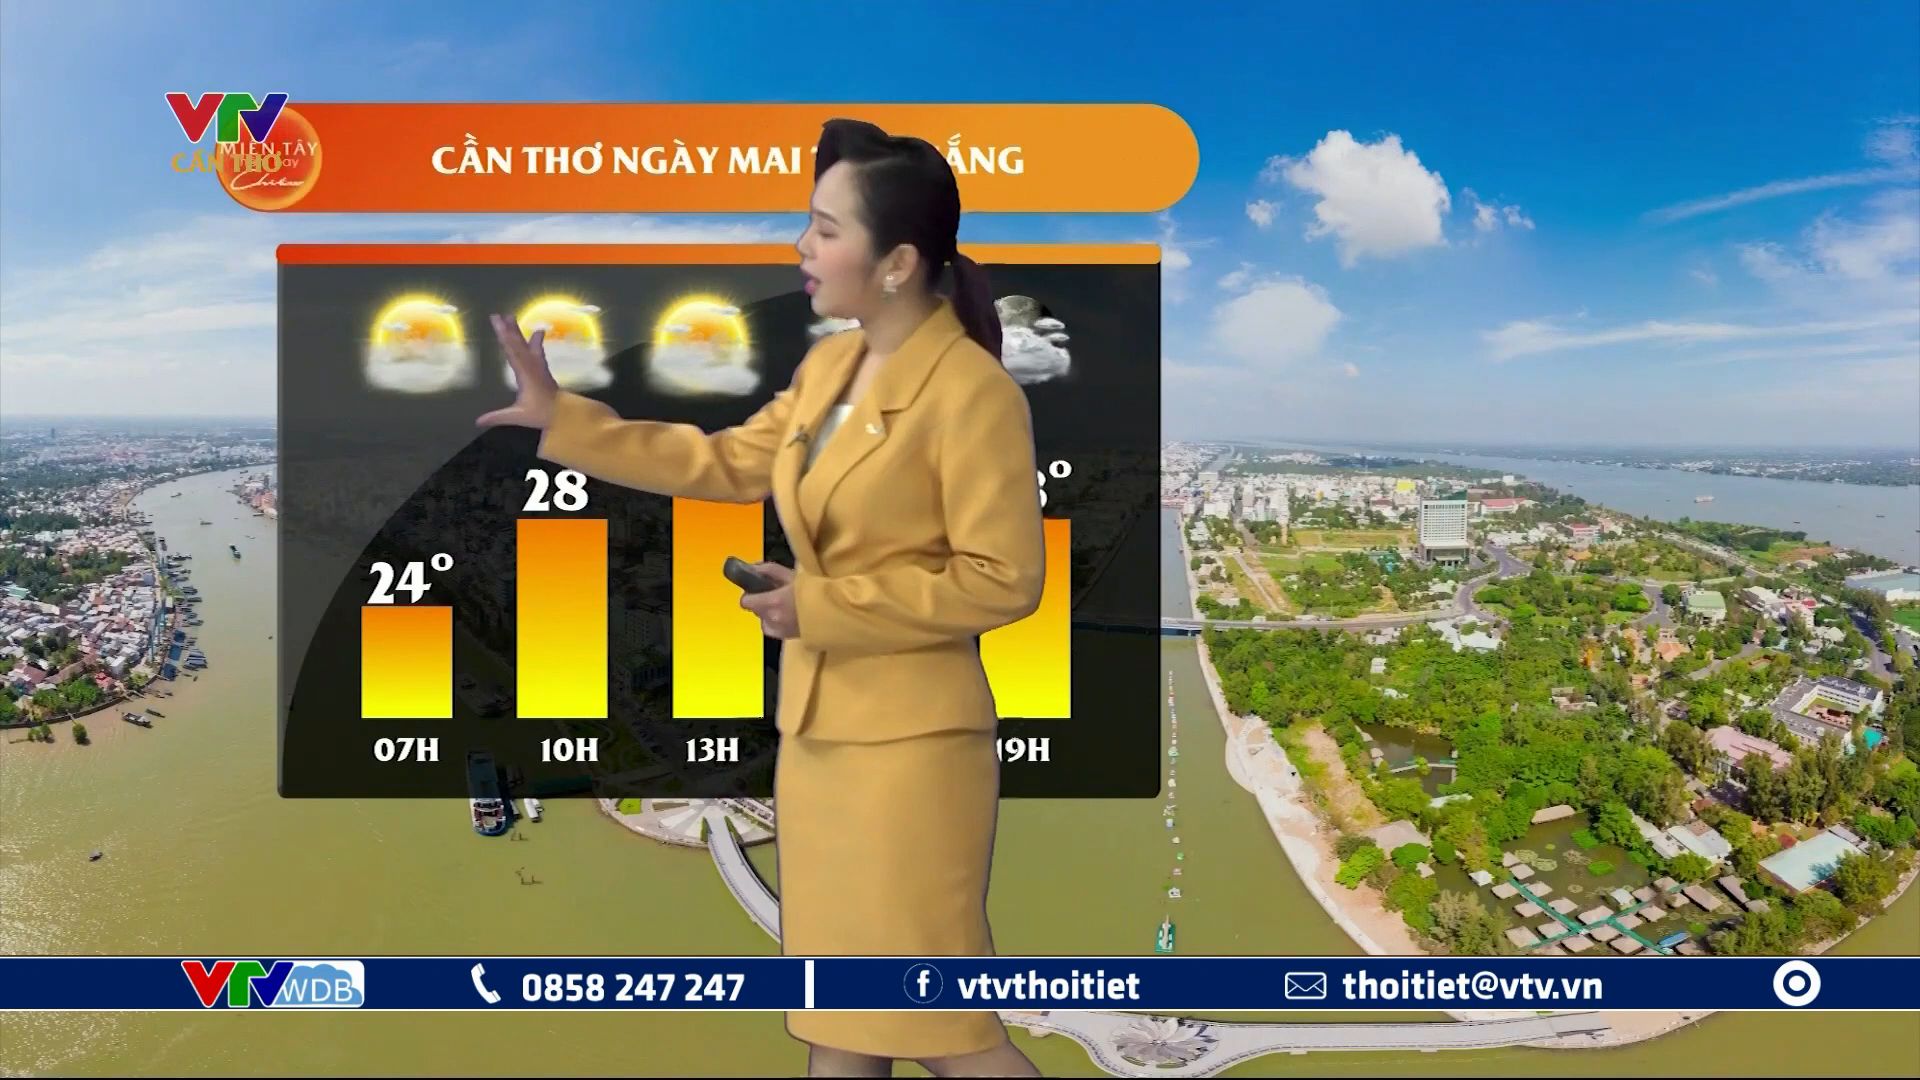 VTV
CẦN THƠ
MIỀN TÂY
Chiều
CẦN THƠ NGÀY MAI
24°
28
07H
10H
13H
19H
VTV WDB
0858 247 247
f vtvthoitiet
thoitiet@vtv.vn